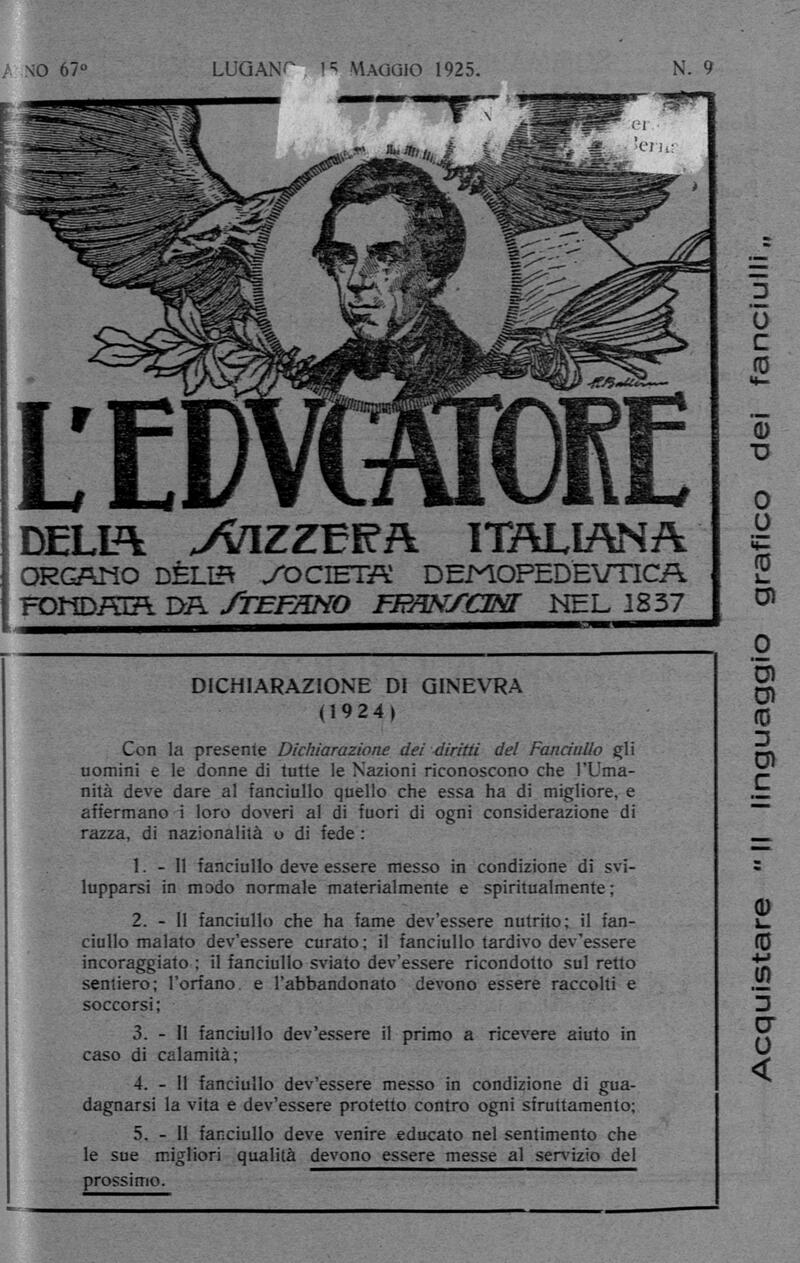 ANNO 67º LUGANO, 15 MAGGIO 1925. N. 9
er
L'EDVCATORE
DELLA SVIZZERA ITALIANA
ORGANO DELLA SOCIETA' DEMOPEDEVTICA
FONDATA DA STEFANO FRANSCINI NEL 1837
DICHIARAZIONE DI GINEVRA
(1924)
Con la presente Dichiarazione dei diritti del Fanciullo gli
uomini e le donne di tutte le Nazioni riconoscono che l'Uma-
nità deve dare al fanciullo quello che essa ha di migliore, e
affermano i loro doveri al di fuori di ogni considerazione di
razza, di nazionalità o di fede :
1. - Il fanciullo deve essere messo in condizione di svi-
lupparsi in modo normale materialmente e spiritualmente;
2. - Il fanciullo che ha fame dev'essere nutrito; il fan-
ciullo malato dev'essere curato; il fanciullo tardivo dev'essere
incoraggiato ; il fanciullo sviato dev'essere ricondotto sul retto
sentiero; l'orfano e l'abbandonato devono essere raccolti e
soccorsi;
3. - Il fanciullo dev'essere il primo a ricevere aiuto in
caso di calamità;
4. - Il fanciullo dev'essere messo in condizione di gua-
dagnarsi la vita e dev'essere protetto contro ogni sfruttamento;
5. - Il fanciullo deve venire educato nel sentimento che
le sue migliori qualità devono essere messe al servizio del
prossimo.
Acquistare "Il linguaggio grafico dei fanciulli„